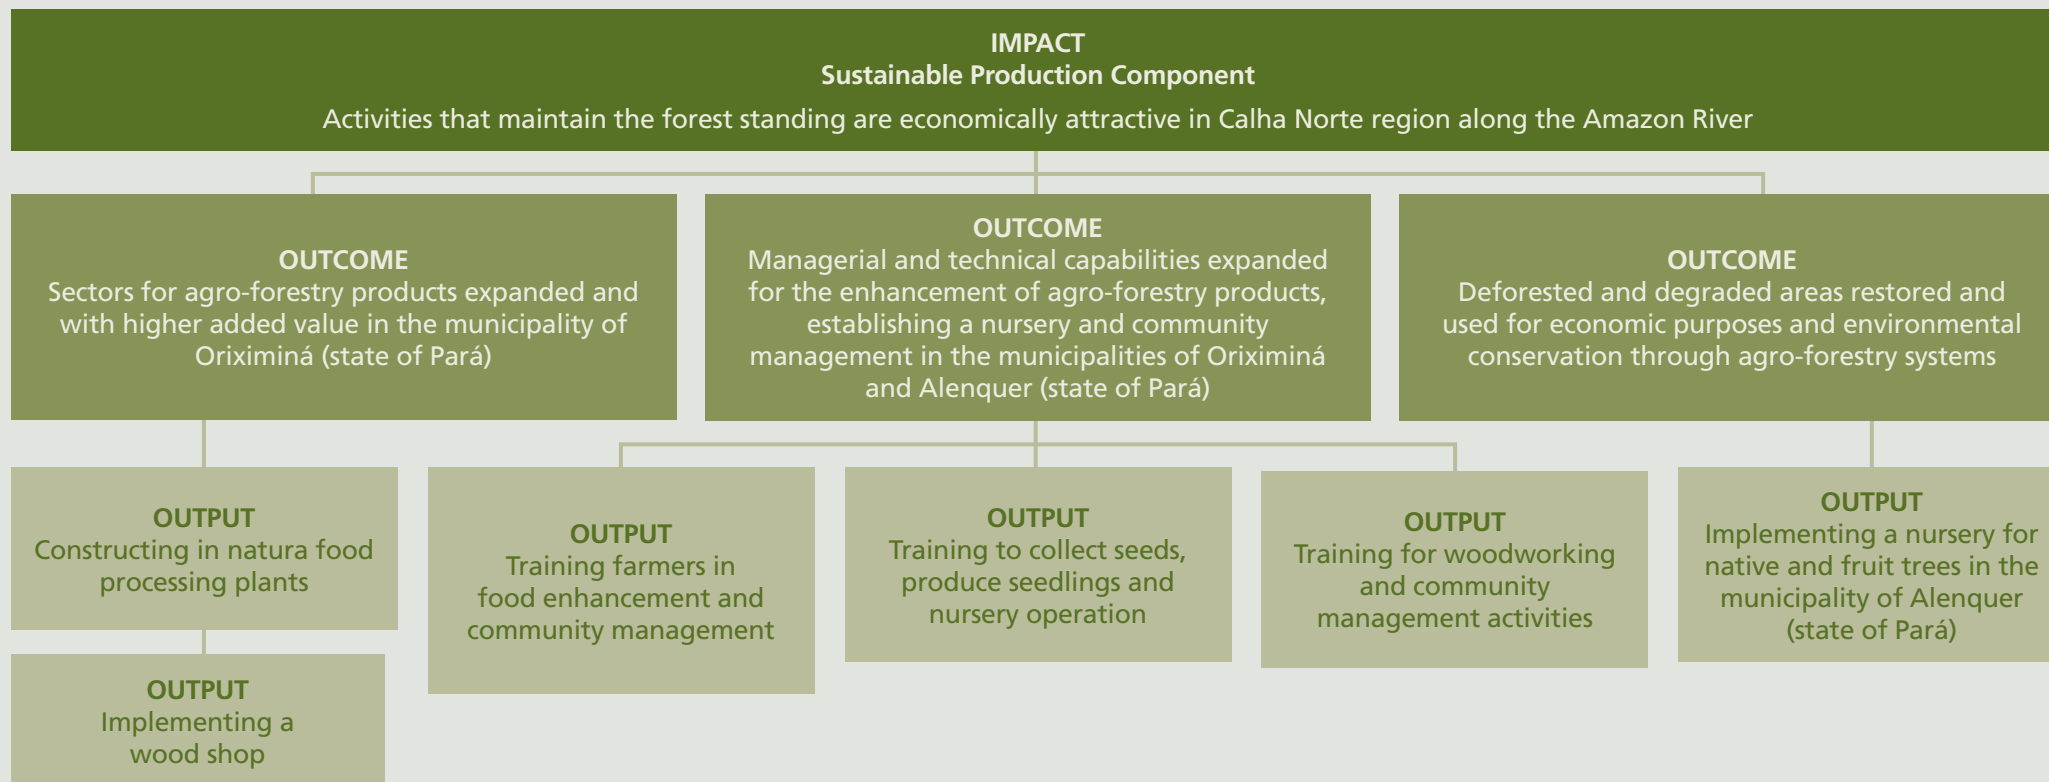 IMPACT
Sustainable Production Component
Activities that maintain the forest standing are economically attractive in Calha Norte region along the Amazon River
OUTCOME
Sectors for agro-forestry products expanded and
with higher added value in the municipality of
Oriximiná (state of Pará)
OUTCOME
Managerial and technical capabilities expanded
for the enhancement of agro-forestry products,
establishing a nursery and community
management in the municipalities of Oriximiná
and Alenquer (state of Pará)
OUTCOME
Deforested and degraded areas restored and
used for economic purposes and environmental
conservation through agro-forestry systems
OUTPUT
Constructing in natura food
processing plants
OUTPUT
Implementing a
wood shop
OUTPUT
Training farmers in
food enhancement and
community management
OUTPUT
Training to collect seeds,
produce seedlings and
nursery operation
OUTPUT
Training for woodworking
and community
management activities
OUTPUT
Implementing a nursery for
native and fruit trees in the
municipality of Alenquer
(state of Pará)